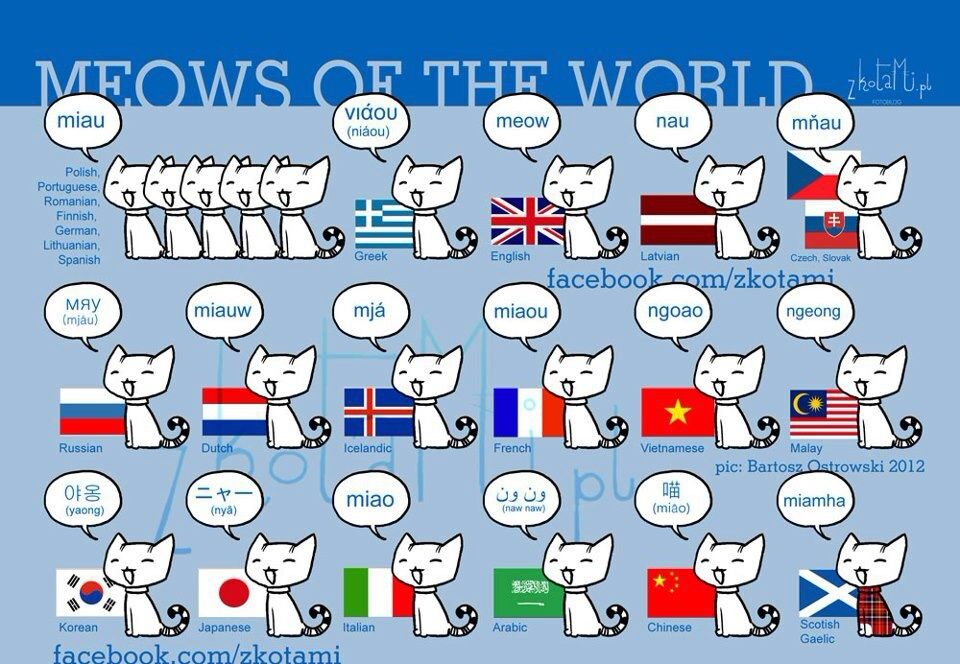 MEOWS OF THE WORLD
zkotami.pl
FOTOBLOG
miau
Polish,
Portuguese,
Romanian,
Finnish,
German,
Lithuanian,
Spanish
νιάου
(niáou)
Greek
meow
English
nau
Latvian
mňau
Czech, Slovak
facebook.com/zkotami
мяу
(mjáu)
Russian
miauw
Dutch
mjá
Icelandic
miaou
French
ngoao
Vietnamese
ngeong
Malay
zkotami.pl
pic: Bartosz Ostrowski 2012
야옹
(yaong)
Korean
ニャー
(nyā)
Japanese
miao
Italian
ون ون
(naw naw)
Arabic
喵
(miāo)
Chinese
miamha
Scottish
Gaelic
facebook.com/zkotami